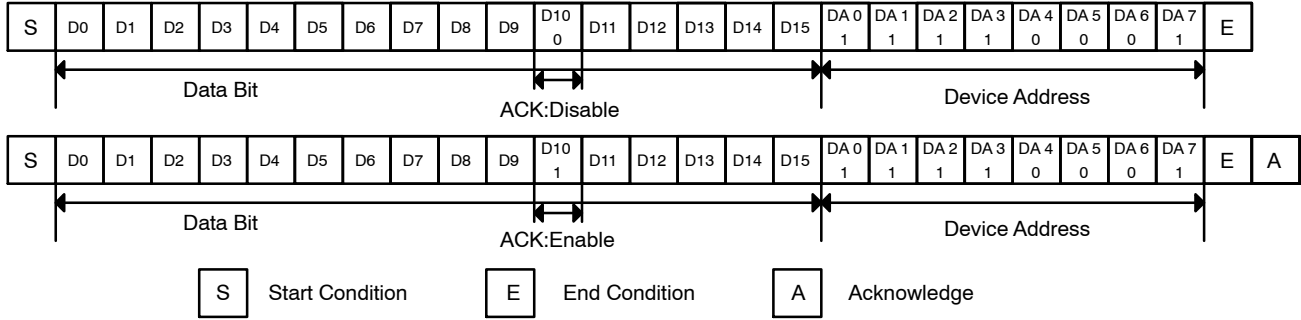 S D0 D1 D2 D3 D4 D5 D6 D7 D8 D9 D10 D11 D12 D13 D14 D15 DA 0 DA 1 DA 2 DA 3 DA 4 DA 5 DA 6 DA 7 E
0 1 1 1 1 0 0 0 1
Data Bit
ACK:Disable
Device Address
S D0 D1 D2 D3 D4 D5 D6 D7 D8 D9 D10 D11 D12 D13 D14 D15 DA 0 DA 1 DA 2 DA 3 DA 4 DA 5 DA 6 DA 7 E A
1 1 1 1 1 0 0 0 1
Data Bit
ACK:Enable
Device Address
S Start Condition E End Condition A Acknowledge